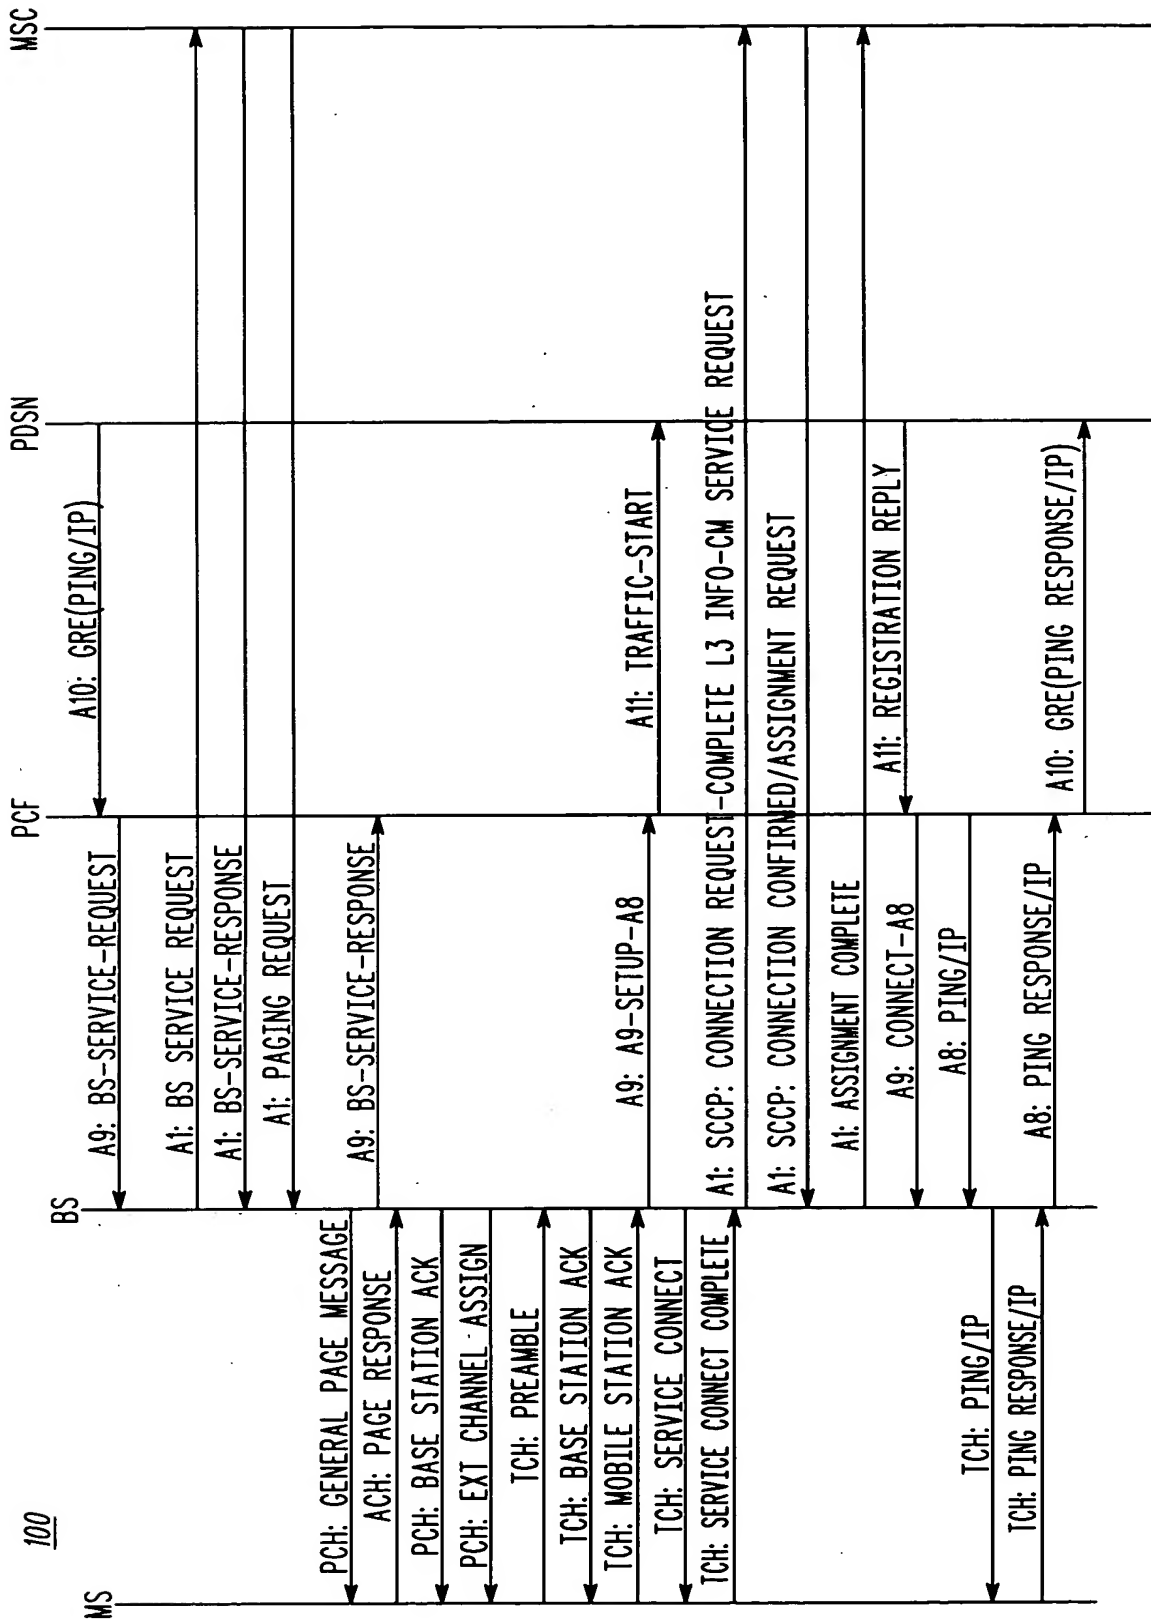 100
MS
BS
PCF
PDSN
MSC
A10: GRE(PING/IP)
A9: BS-SERVICE-REQUEST
A1: BS SERVICE REQUEST
A1: BS-SERVICE-RESPONSE
A1: PAGING REQUEST
PCH: GENERAL PAGE MESSAGE
A9: BS-SERVICE-RESPONSE
ACH: PAGE RESPONSE
PCH: BASE STATION ACK
PCH: EXT CHANNEL ASSIGN
TCH: PREAMBLE
TCH: BASE STATION ACK
TCH: MOBILE STATION ACK
A9: A9-SETUP-A8
A11: TRAFFIC-START
TCH: SERVICE CONNECT
TCH: SERVICE CONNECT COMPLETE
A1: SCCP: CONNECTION REQUEST-COMPLETE L3 INFO-CM SERVICE REQUEST
A1: SCCP: CONNECTION CONFIRMED/ASSIGNMENT REQUEST
A1: ASSIGNMENT COMPLETE
A11: REGISTRATION REPLY
A9: CONNECT-A8
A8: PING/IP
TCH: PING/IP
TCH: PING RESPONSE/IP
A8: PING RESPONSE/IP
A10: GRE(PING RESPONSE/IP)